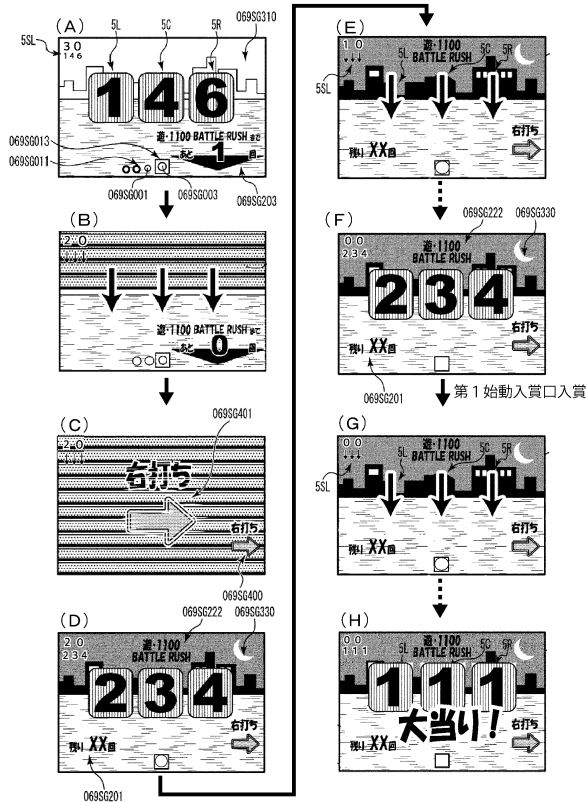 (A)
5L
5C
5R
069SG310
5SL
30
146
1
4
6
遊・1100 BATTLE RUSH まで
あと 1 回
069SG013
069SG011
069SG001
069SG003
069SG203
(B)
20
↓↓↓
遊・1100 BATTLE RUSH まで
あと 0 回
(C)
20
↓↓↓
069SG401
右打ち
右打ち
069SG400
(D)
069SG222
069SG330
20
234
遊・1100
BATTLE RUSH
2
3
4
残り XX回
右打ち
069SG201
(E)
10
↓↓↓
遊・1100
BATTLE RUSH
5L
5C
5R
5SL
残り XX回
右打ち
(F)
069SG222
069SG330
00
234
遊・1100
BATTLE RUSH
2
3
4
残り XX回
右打ち
069SG201
第1始動入賞口入賞
(G)
00
↓↓↓
遊・1100
BATTLE RUSH
5L
5C
5R
5SL
残り XX回
右打ち
(H)
00
111
遊・1100
BATTLE RUSH
5L
5C
5R
1
1
1
大当り!
残り XX回
右打ち